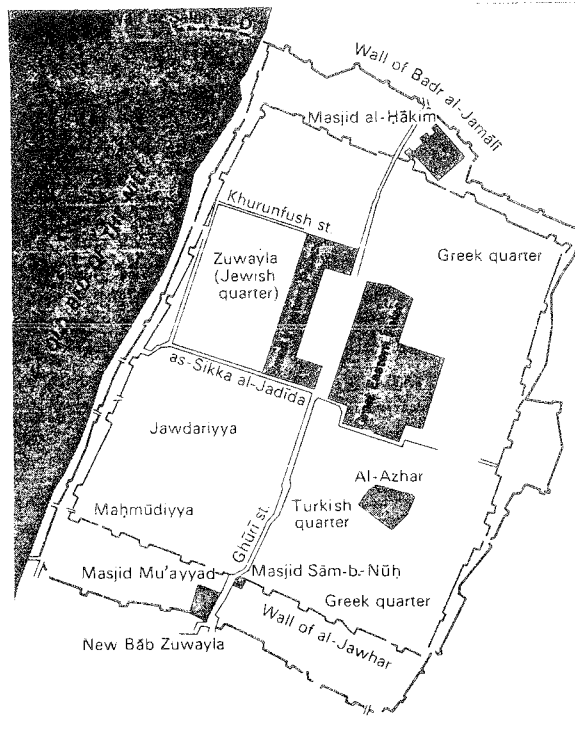 Wall of Badr al-Jamālī
Masjid al-Ḥākim
Khurunfush st.
Greek quarter
Zuwayla
(Jewish
quarter)
as-Sikka al-Jadīda
Jawdariyya
Al-Azhar
Turkish
quarter
Maḥmūdiyya
Ghūrī st.
Masjid Mu'ayyad
Masjid Sām-b.-Nūḥ
Greek quarter
Wall of al-Jawhar
New Bāb Zuwayla